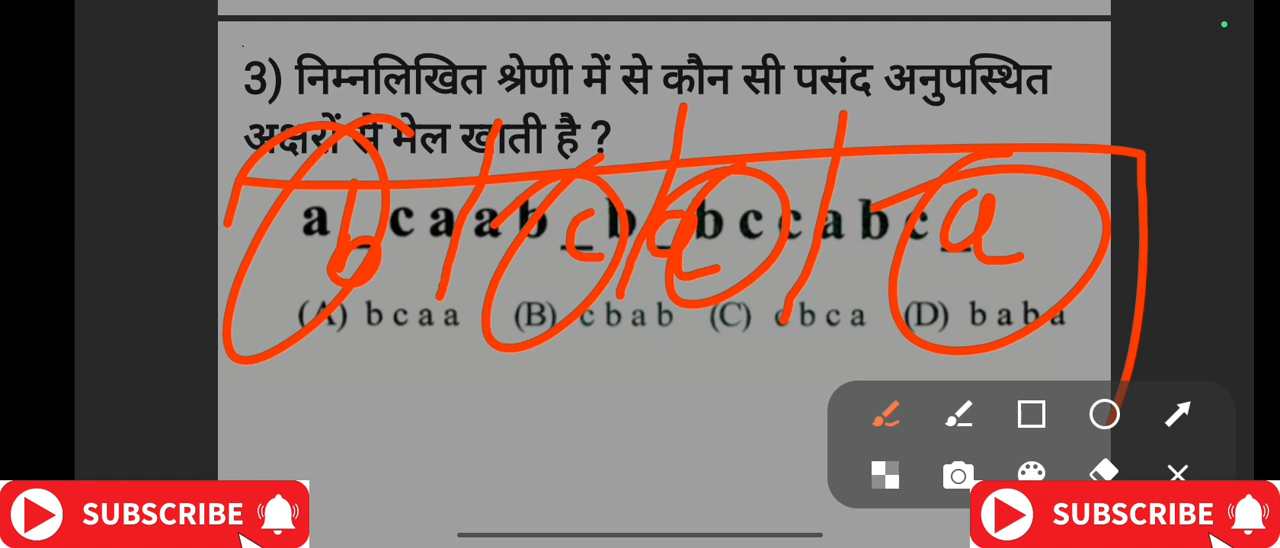 3) निम्नलिखित श्रेणी में से कौन सी पसंद अनुपस्थित
अक्षरों से मेल खाती है ?
a b c a a b _ c b a b c c a b c _ a
(A) b c a a (B) c b a b (C) c b c a (D) b a b a
SUBSCRIBE SUBSCRIBE